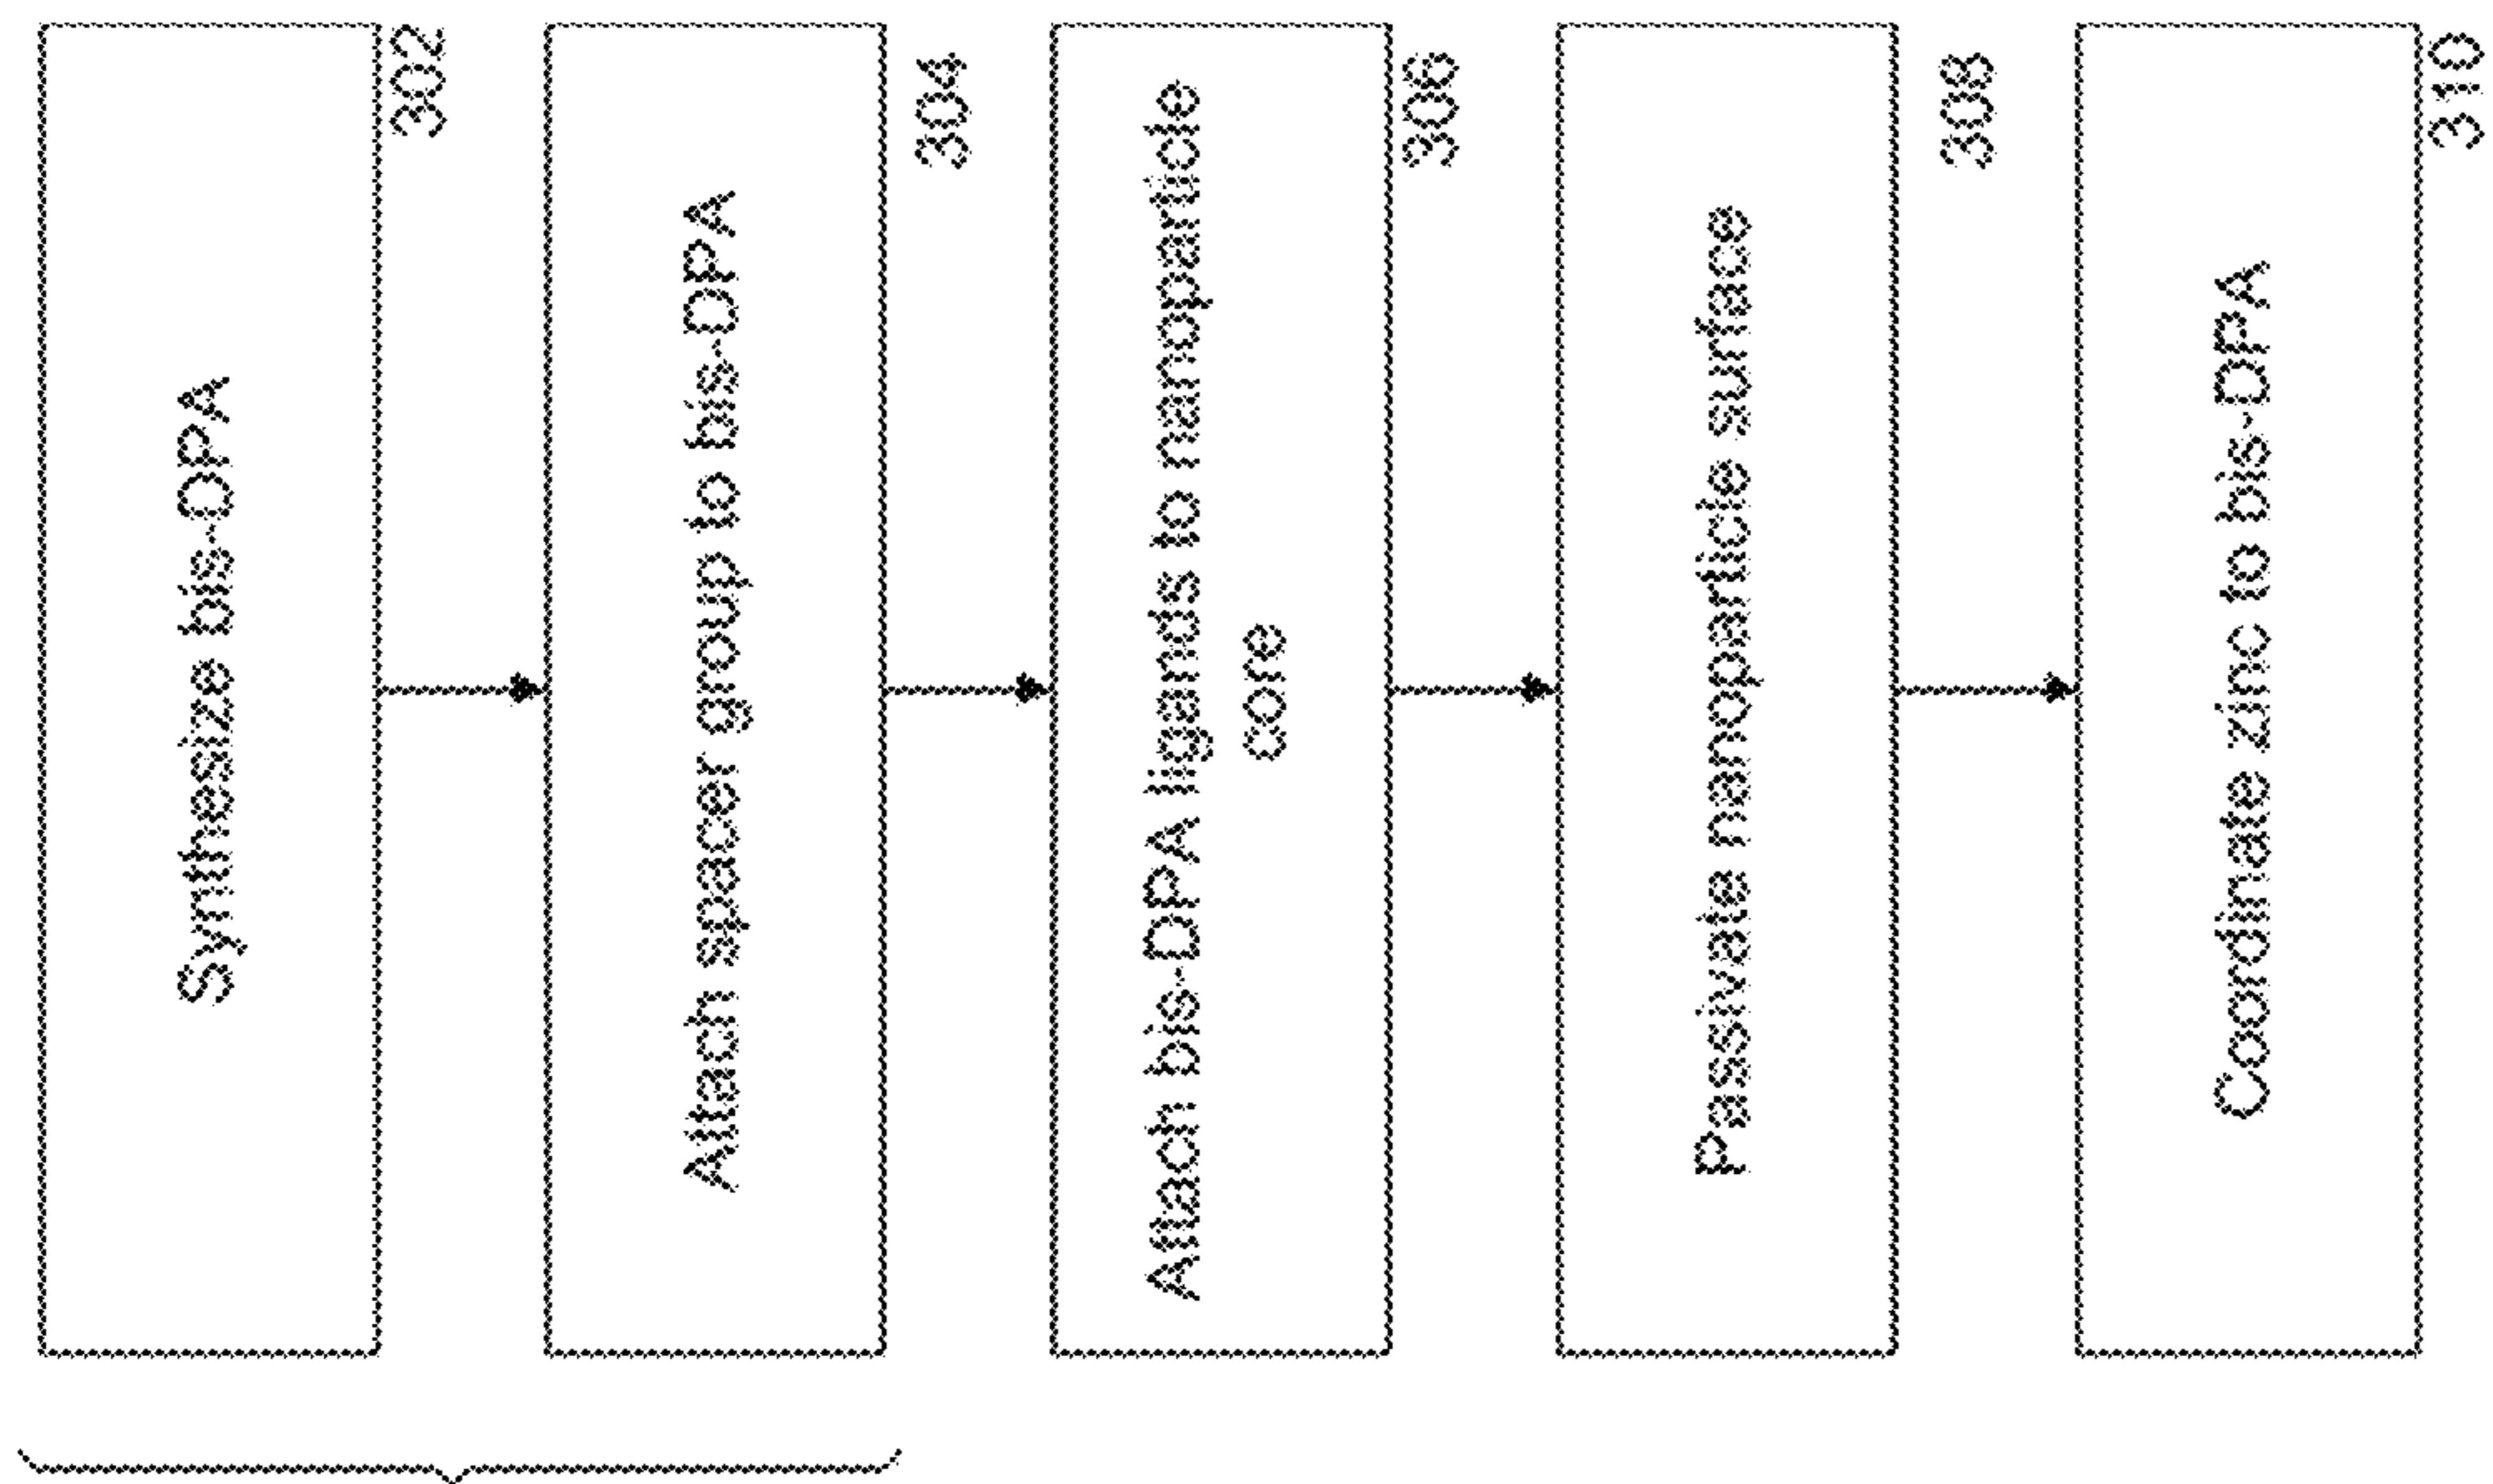 Synthesize bis-DPA
302
Attach spacer group to bis-DPA
304
Attach bis-DPA ligands to nanoparticle
core
306
Passivate nanoparticle surface
308
Coordinate zinc to bis-DPA
310